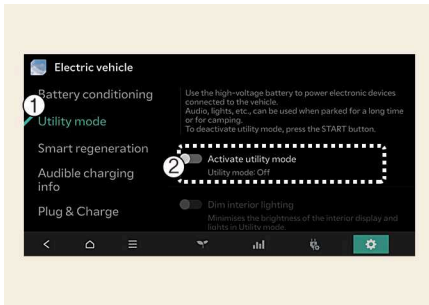 Electric vehicle
Battery conditioning
1
Utility mode
Smart regeneration
Audible charging
info
Plug & Charge
Use the high-voltage battery to power electronic devices
connected to the vehicle.
Audio, lights, etc., can be used when parked for a long time
or for camping.
To deactivate utility mode, press the START button.
2
Activate utility mode
Utility mode: Off
Dim interior lighting
Minimises the brightness of the interior display and
lights in Utility mode.